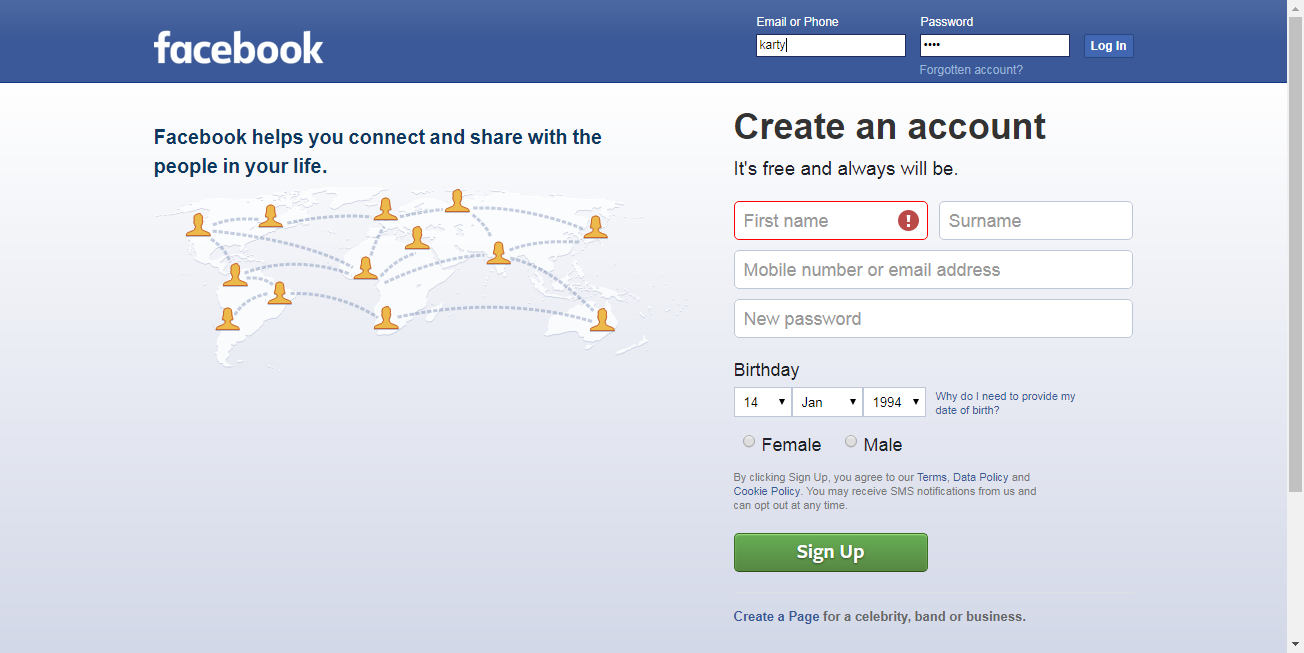 facebook
Email or Phone
Password
karty
••••
Log In
Forgotten account?
Facebook helps you connect and share with the
people in your life.
Create an account
It's free and always will be.
First name
Surname
Mobile number or email address
New password
Birthday
14 Jan 1994
Why do I need to provide my
date of birth?
Female Male
By clicking Sign Up, you agree to our Terms, Data Policy and
Cookie Policy. You may receive SMS notifications from us and
can opt out at any time.
Sign Up
Create a Page for a celebrity, band or business.